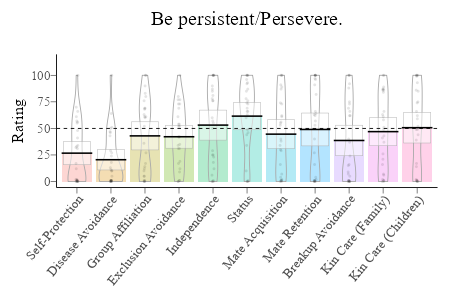 Be persistent/Persevere.
Rating
100
75
50
25
0
Self-Protection
Disease Avoidance
Group Affiliation
Exclusion Avoidance
Independence
Status
Mate Acquisition
Mate Retention
Breakup Avoidance
Kin Care (Family)
Kin Care (Children)